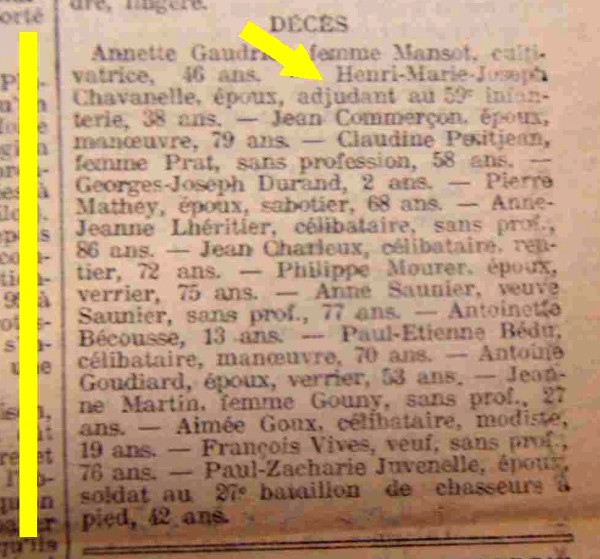 dre, lingère.
DÉCÈS
Annette femme Mansot, culti-
vatrice, 46 ans. — Henri-Marie-Joseph
Chavanelle, époux, adjudant au 59e infan-
terie, 38 ans. — Jean Commerçon, époux,
manœuvre, 79 ans. — Claudine Petitjean,
femme Prat, sans profession, 58 ans. —
Georges-Joseph Durand, 2 ans. — Pierre
Mathey, époux, sabotier, 68 ans. — Anne-
Jeanne Lhéritier, célibataire, sans prof.,
86 ans. — Jean Charleux, célibataire, ren-
tier, 72 ans. — Philippe Mourer, époux,
verrier, 75 ans. — Anne Saunier, veuve
Saunier, sans prof., 77 ans. — Antoinette
Bécousse, 13 ans. — Paul-Etienne Bédu,
célibataire, manœuvre, 70 ans. — Antoine
Goudiard, époux, verrier, 53 ans. — Jean-
ne Martin, femme Gouny, sans prof., 27
ans. — Aimée Goux, célibataire, modiste,
19 ans. — François Vives, veuf, sans prof.,
76 ans. — Paul-Zacharie Juvenelle, époux,
soldat au 27e bataillon de chasseurs à
pied, 42 ans.